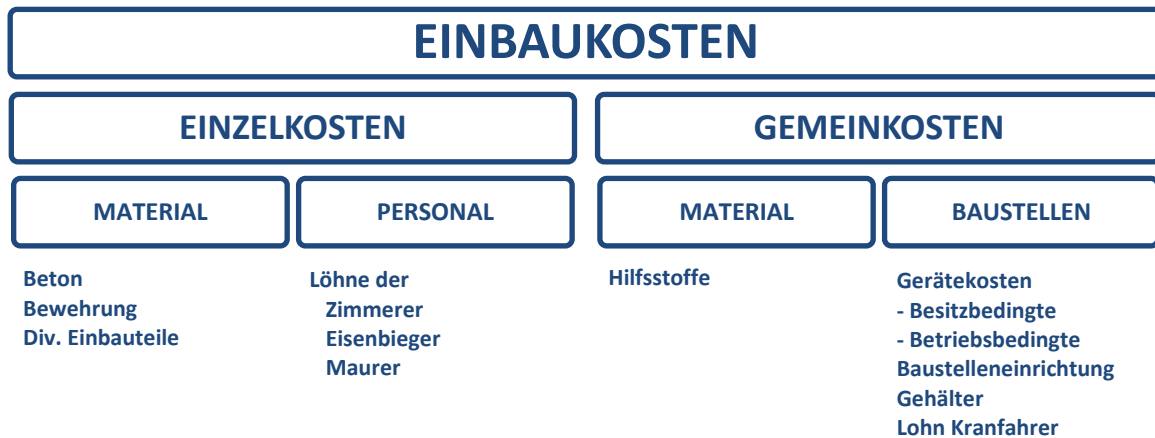 EINBAUKOSTEN
EINZELKOSTEN
GEMEINKOSTEN
MATERIAL
PERSONAL
MATERIAL
BAUSTELLEN
Beton
Bewehrung
Div. Einbauteile
Löhne der
Zimmerer
Eisenbieger
Maurer
Hilfsstoffe
Gerätekosten
- Besitzbedingte
- Betriebsbedingte
Baustelleneinrichtung
Gehälter
Lohn Kranfahrer